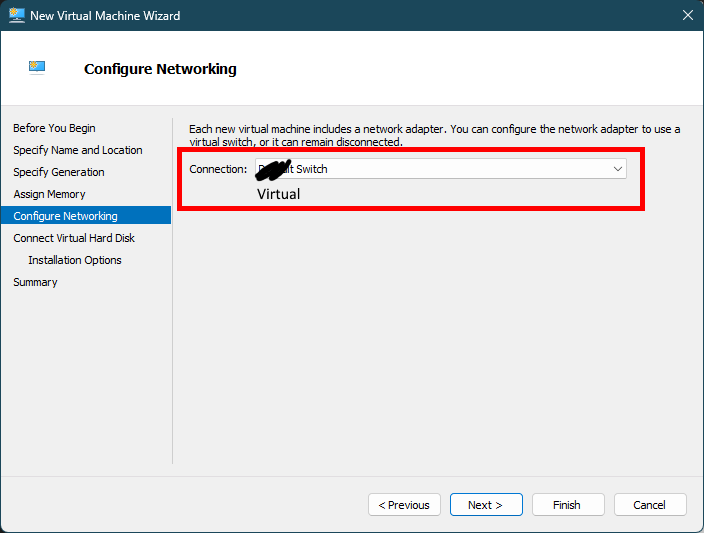 New Virtual Machine Wizard
Configure Networking
Before You Begin
Specify Name and Location
Specify Generation
Assign Memory
Configure Networking
Connect Virtual Hard Disk
Installation Options
Summary
Each new virtual machine includes a network adapter. You can configure the network adapter to use a
virtual switch, or it can remain disconnected.
Connection: Switch
Virtual
< Previous
Next >
Finish
Cancel